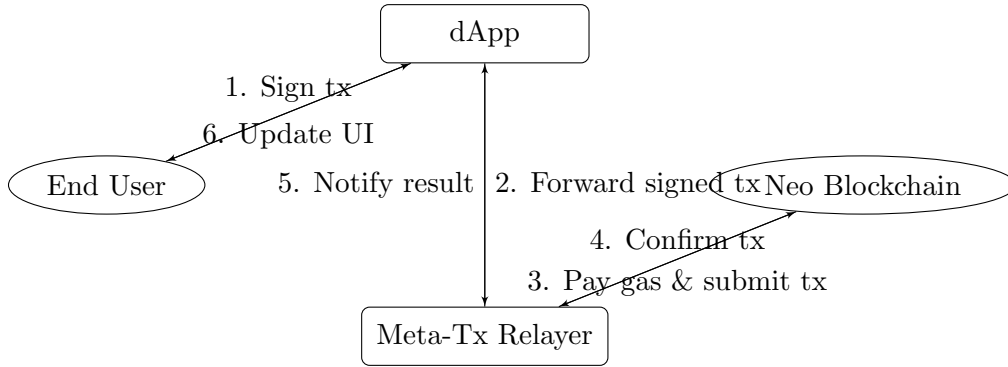 dApp
1. Sign tx
6. Update UI
End User
5. Notify result
2. Forward signed tx
Neo Blockchain
4. Confirm tx
3. Pay gas & submit tx
Meta-Tx Relayer